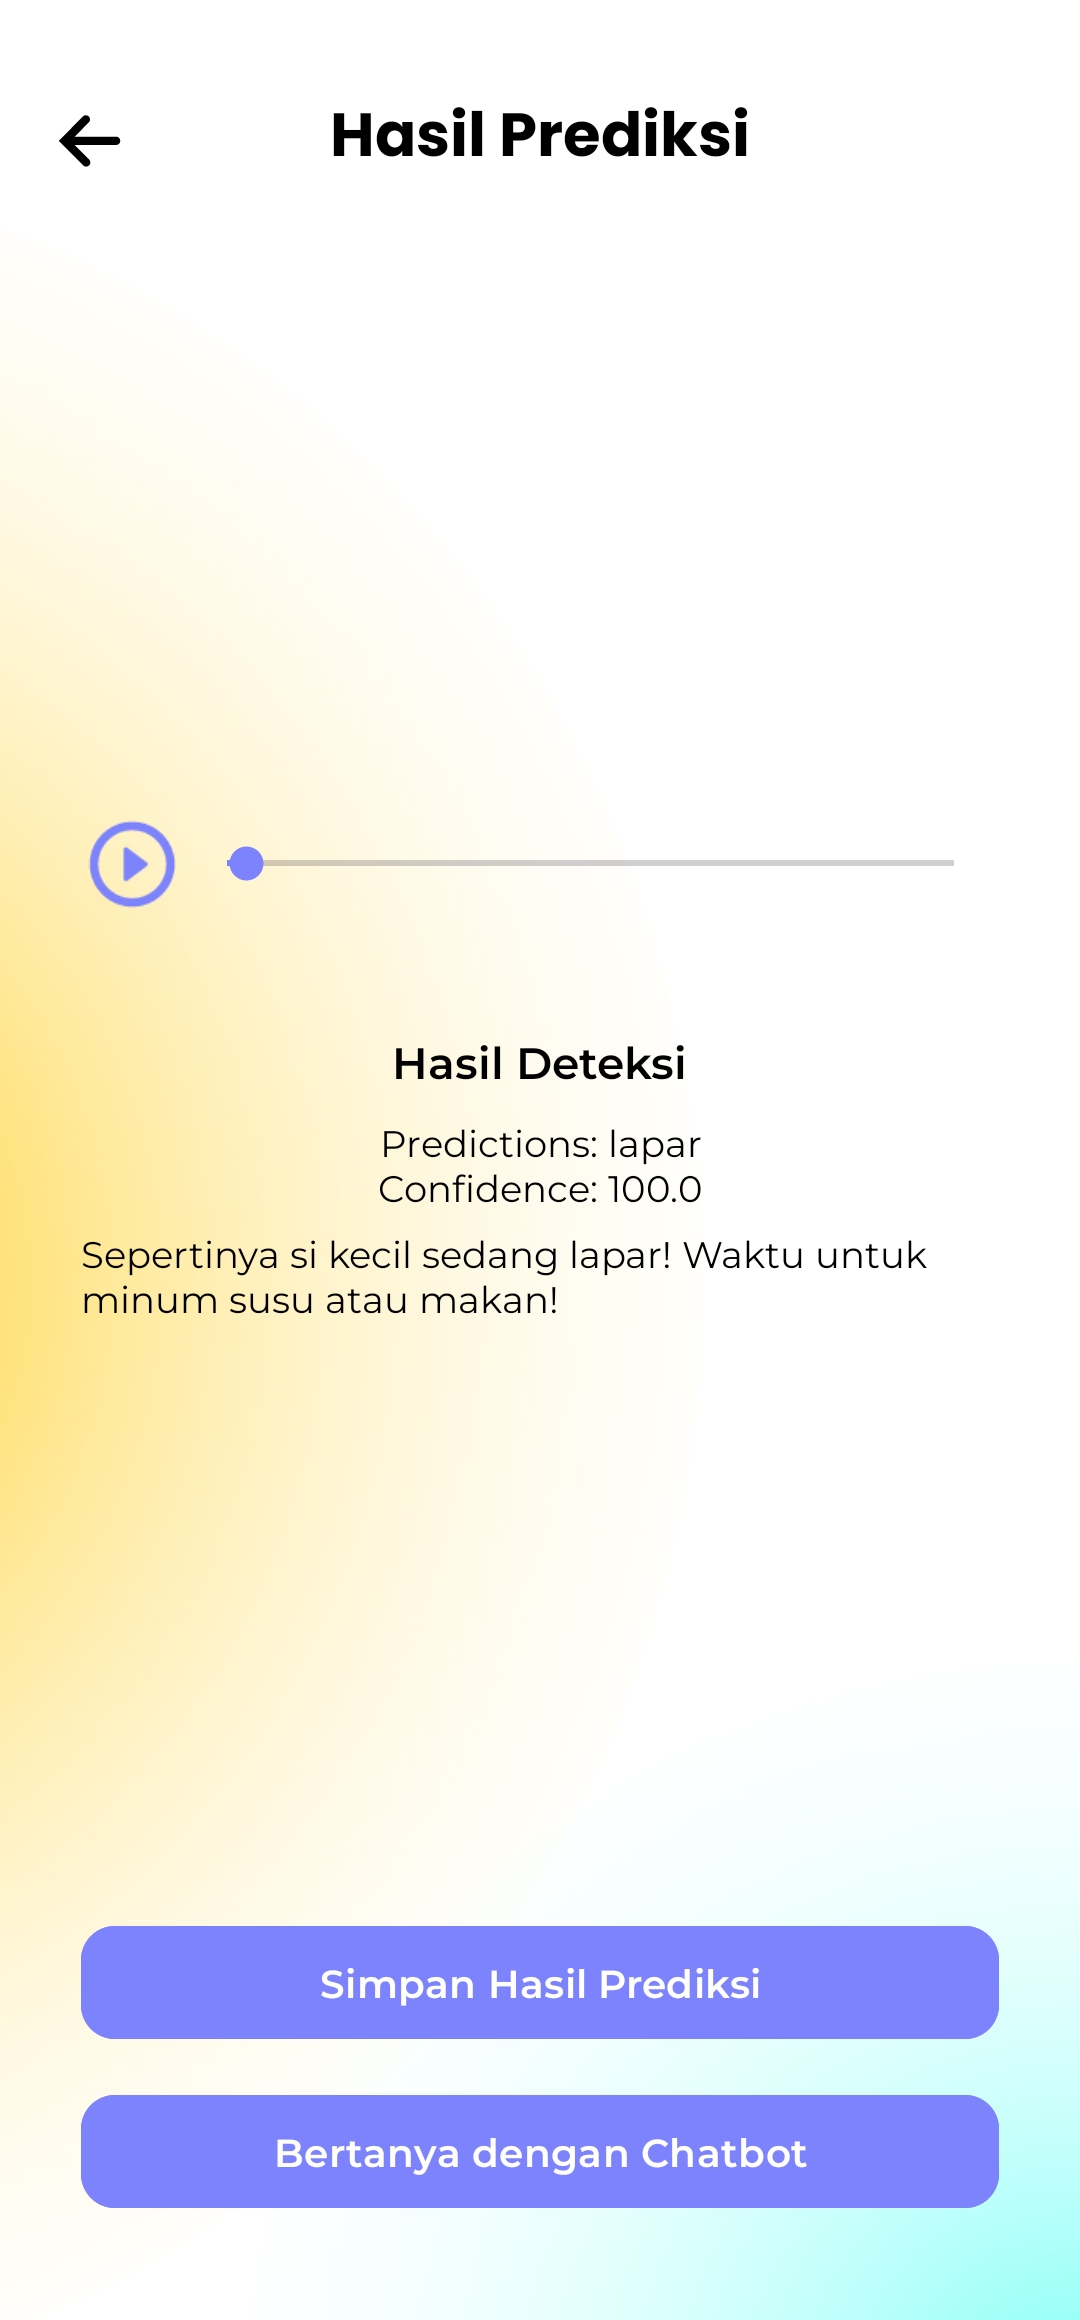 Hasil Prediksi
Hasil Deteksi
Predictions: lapar
Confidence: 100.0
Sepertinya si kecil sedang lapar! Waktu untuk
minum susu atau makan!
Simpan Hasil Prediksi
Bertanya dengan Chatbot